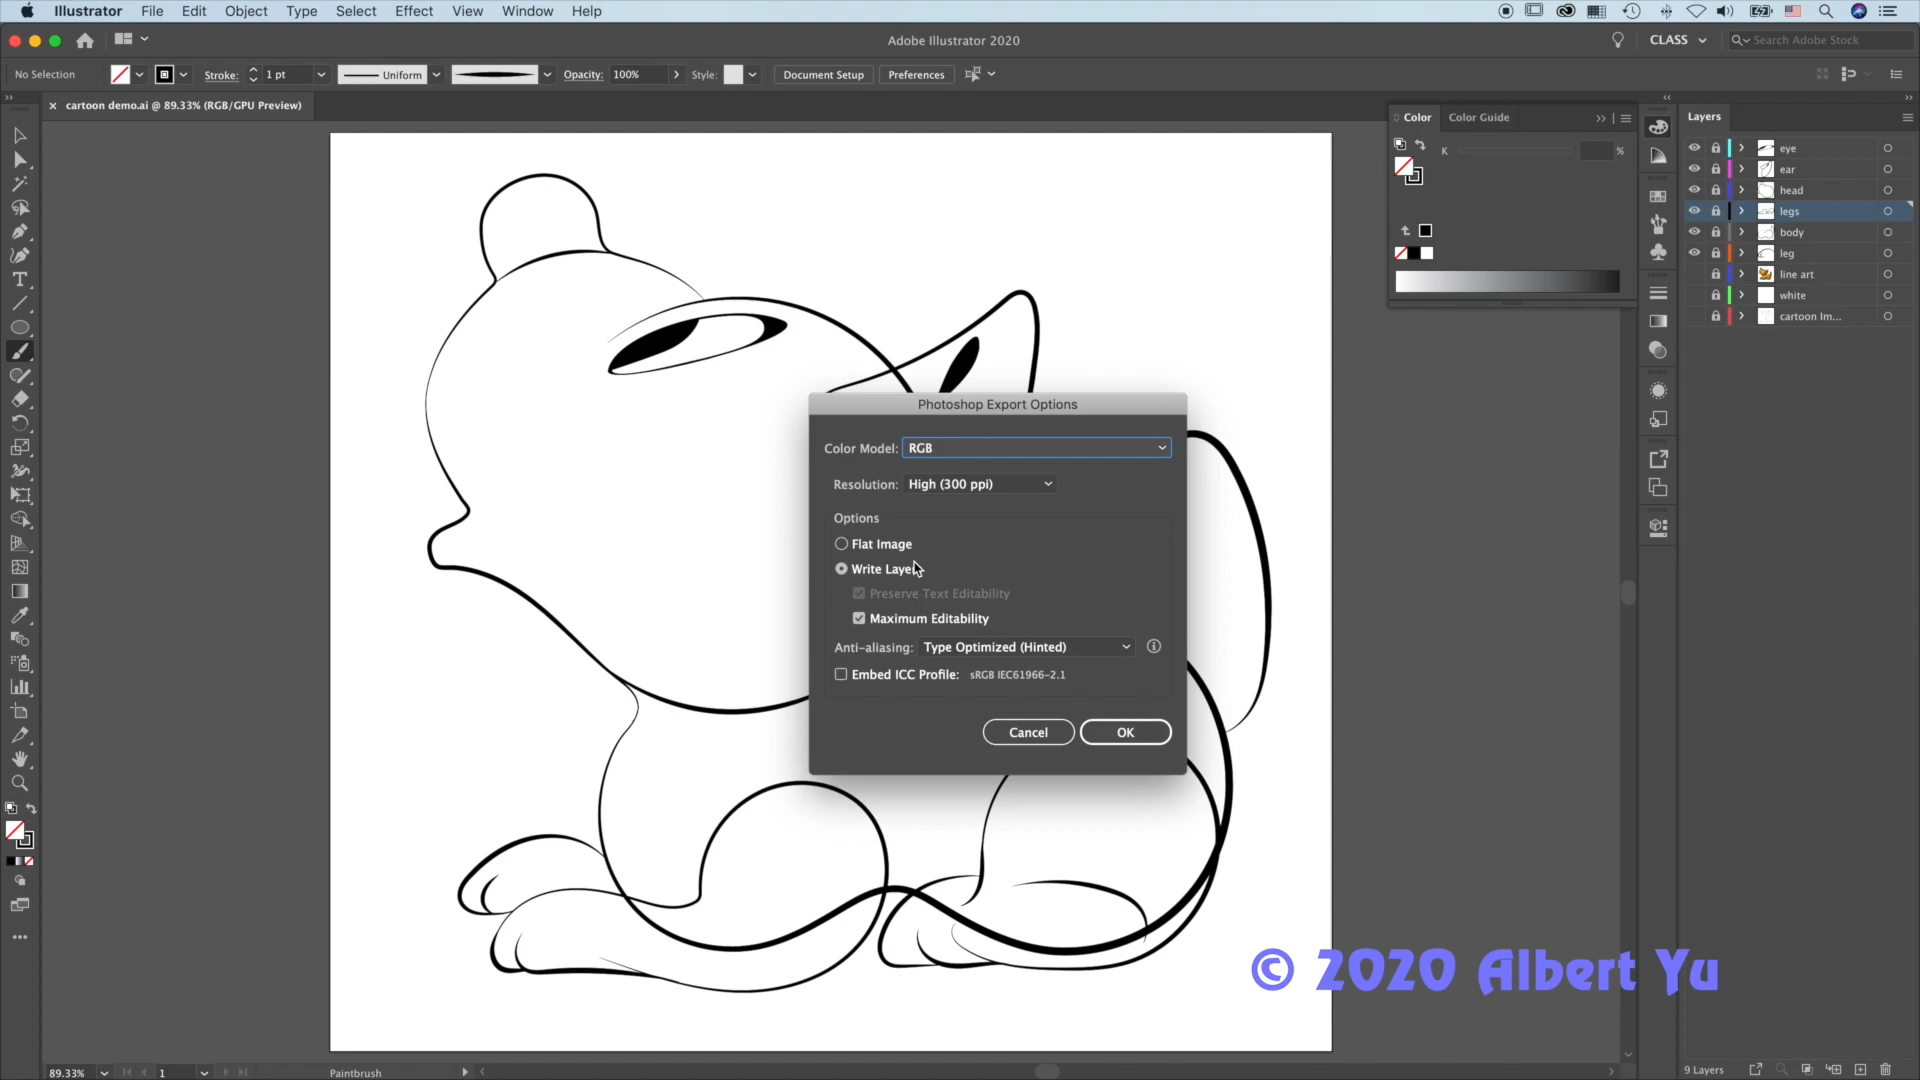 Illustrator File Edit Object Type Select Effect View Window Help
Adobe Illustrator 2020
CLASS
Search Adobe Stock
No Selection
Stroke: 1 pt
Uniform
Opacity: 100%
Style:
Document Setup
Preferences
cartoon demo.ai @ 89.33% (RGB/GPU Preview)
Color
Color Guide
K
%
Layers
eye
ear
head
legs
body
leg
line art
white
cartoon Im...
Photoshop Export Options
Color Model: RGB
Resolution: High (300 ppi)
Options
Flat Image
Write Laye
Preserve Text Editability
Maximum Editability
Anti-aliasing: Type Optimized (Hinted)
Embed ICC Profile: sRGB IEC61966-2.1
Cancel
OK
© 2020 Albert Yu
89.33%
1
Paintbrush
9 Layers